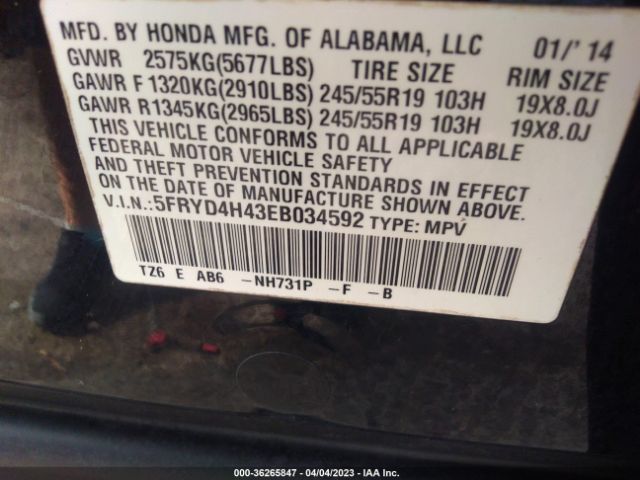 MFD. BY HONDA MFG. OF ALABAMA, LLC 01/'14
GVWR 2575KG(5677LBS) TIRE SIZE RIM SIZE
GAWR F 1320KG(2910LBS) 245/55R19 103H 19X8.0J
GAWR R1345KG(2965LBS) 245/55R19 103H 19X8.0J
THIS VEHICLE CONFORMS TO ALL APPLICABLE
FEDERAL MOTOR VEHICLE SAFETY
AND THEFT PREVENTION STANDARDS IN EFFECT
ON THE DATE OF MANUFACTURE SHOWN ABOVE.
V.I.N.:5FRYD4H43EB034592 TYPE: MPV
TZ6 E AB6 -NH731P -F -B
000-36265847 - 04/04/2023 - IAA Inc.